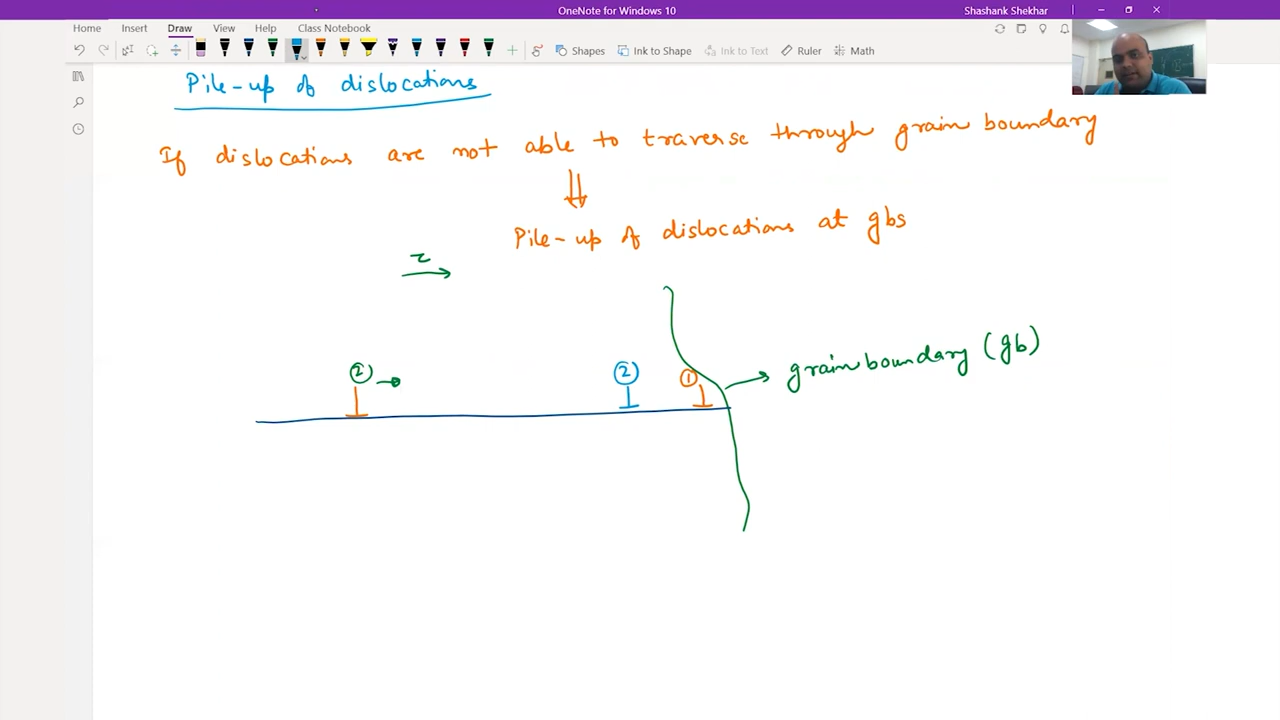 OneNote for Windows 10
Shashank Shekhar
Home Insert Draw View Help Class Notebook
Shapes Ink to Shape Ink to Text Ruler Math
Pile-up of dislocations
If dislocations are not able to traverse through grain boundary
Pile-up of dislocations at gbs
τ
grain boundary (gb)
② ② ①